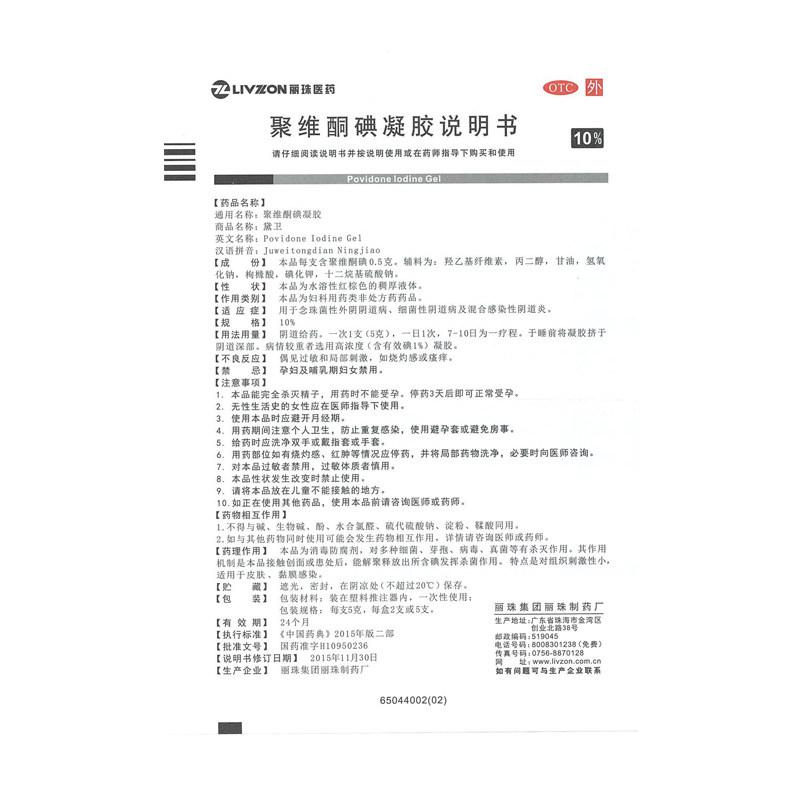 LIVZON 丽珠医药
OTC 外
聚维酮碘凝胶说明书
10%
请仔细阅读说明书并按说明使用或在药师指导下购买和使用
Povidone Iodine Gel
【药品名称】
通用名称：聚维酮碘凝胶
商品名称：黛卫
英文名称：Povidone Iodine Gel
汉语拼音：Juweitongdian Ningjiao
【成　份】 本品每支含聚维酮碘0.5克。辅料为：羟乙基纤维素，丙二醇，甘油，氢氧
化钠，枸橼酸，碘化钾，十二烷基硫酸钠。
【性　状】 本品为水溶性红棕色的稠厚液体。
【作用类别】 本品为妇科用药类非处方药药品。
【适 应 症】 用于念珠菌性外阴阴道病、细菌性阴道病及混合感染性阴道炎。
【规　格】 10%
【用法用量】 阴道给药。一次1支(5克)，一日1次，7-10日为一疗程。于睡前将凝胶挤于
阴道深部。病情较重者选用高浓度（含有效碘1%）凝胶。
【不良反应】 偶见过敏和局部刺激，如烧灼感或瘙痒。
【禁　忌】 孕妇及哺乳期妇女禁用。
【注意事项】
1. 本品能完全杀灭精子，用药时不能受孕。停药3天后即可正常受孕。
2. 无性生活史的女性应在医师指导下使用。
3. 使用本品时应避开月经期。
4. 用药期间注意个人卫生，防止重复感染，使用避孕套或避免房事。
5. 给药时应洗净双手或戴指套或手套。
6. 用药部位如有烧灼感、红肿等情况应停药，并将局部药物洗净，必要时向医师咨询。
7. 对本品过敏者禁用，过敏体质者慎用。
8. 本品性状发生改变时禁止使用。
9. 请将本品放在儿童不能接触的地方。
10. 如正在使用其他药品，使用本品前请咨询医师或药师。
【药物相互作用】
1. 不得与碱、生物碱、酚、水合氯醛、硫代硫酸钠、淀粉、鞣酸同用。
2. 如与其他药物同时使用可能会发生药物相互作用，详情请咨询医师或药师。
【药理作用】 本品为消毒防腐剂，对多种细菌、芽孢、病毒、真菌等有杀灭作用。其作用
机制是本品接触创面或患处后，能解聚释放出所含碘发挥杀菌作用。特点是对组织刺激性小，
适用于皮肤、黏膜感染。
【贮　藏】 遮光，密封，在阴凉处（不超过20℃）保存。
【包　装】 包装材料：装在塑料推注器内，一次性使用；
包装规格：每支5克，每盒2支或5支。
【有 效 期】 24个月
【执行标准】《中国药典》2015年版二部
【批准文号】 国药准字H10950236
【说明书修订日期】 2015年11月30日
【生产企业】 丽珠集团丽珠制药厂
丽珠集团丽珠制药厂
生产地址：广东省珠海市金湾区
创业北路38号
邮政编码：519045
电话号码：8008301238（免费）
传真号码：0756-8870128
网　址：www.livzon.com.cn
如有问题可与生产企业联系
65044002(02)